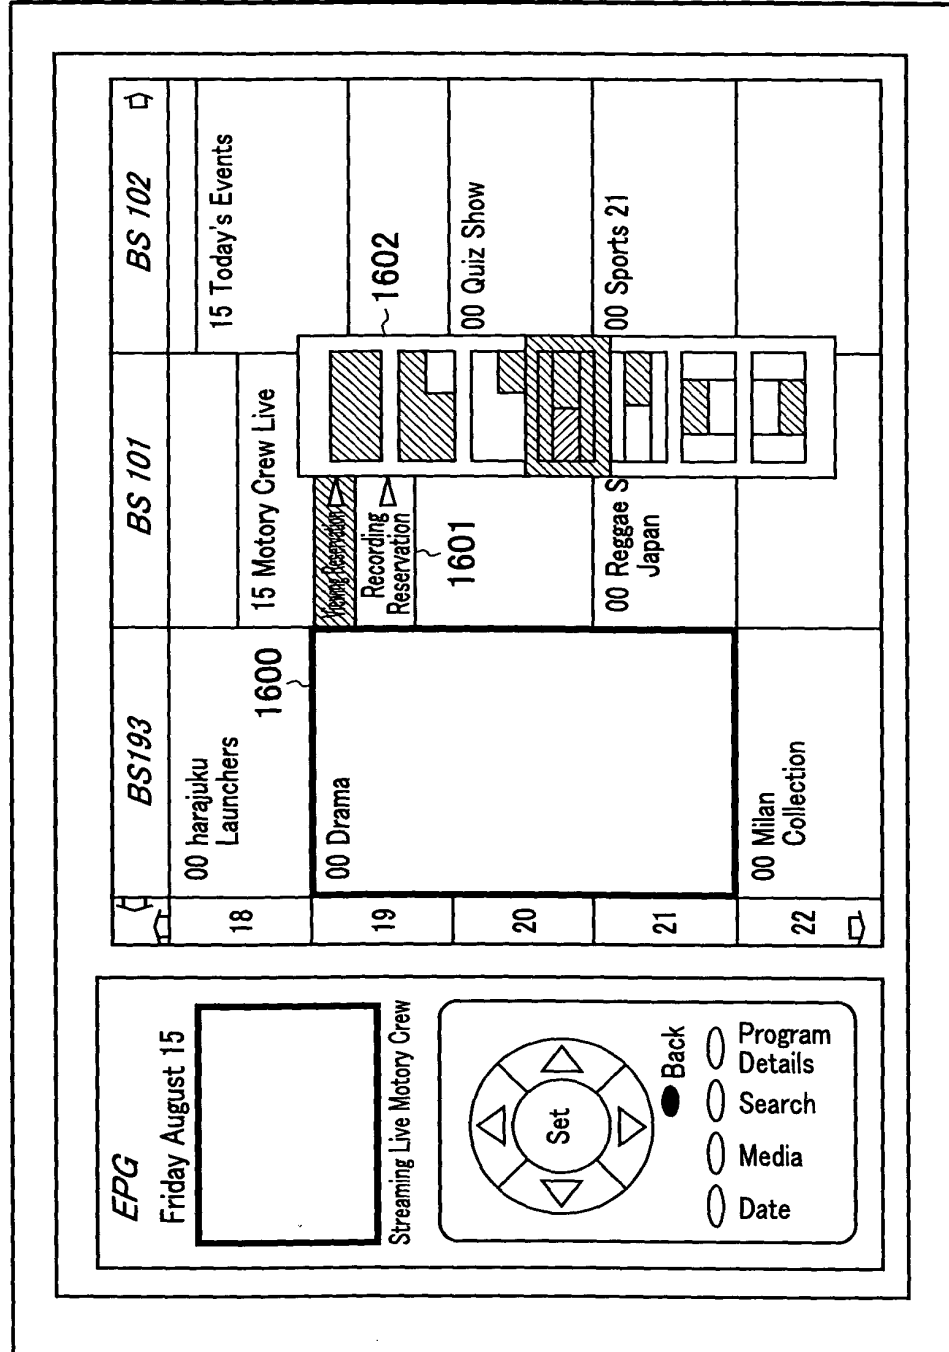 EPG
Friday August 15
Streaming Live Motory Crew
Set
Back
Date
Media
Search
Program
Details
BS193
BS 101
BS 102
18
19
20
21
22
00 harajuku
Launchers
00 Drama
00 Milan
Collection
1600
15 Motory Crew Live
Viewing Reservation
Recording
Reservation
1601
00 Reggae S
Japan
1602
15 Today's Events
00 Quiz Show
00 Sports 21